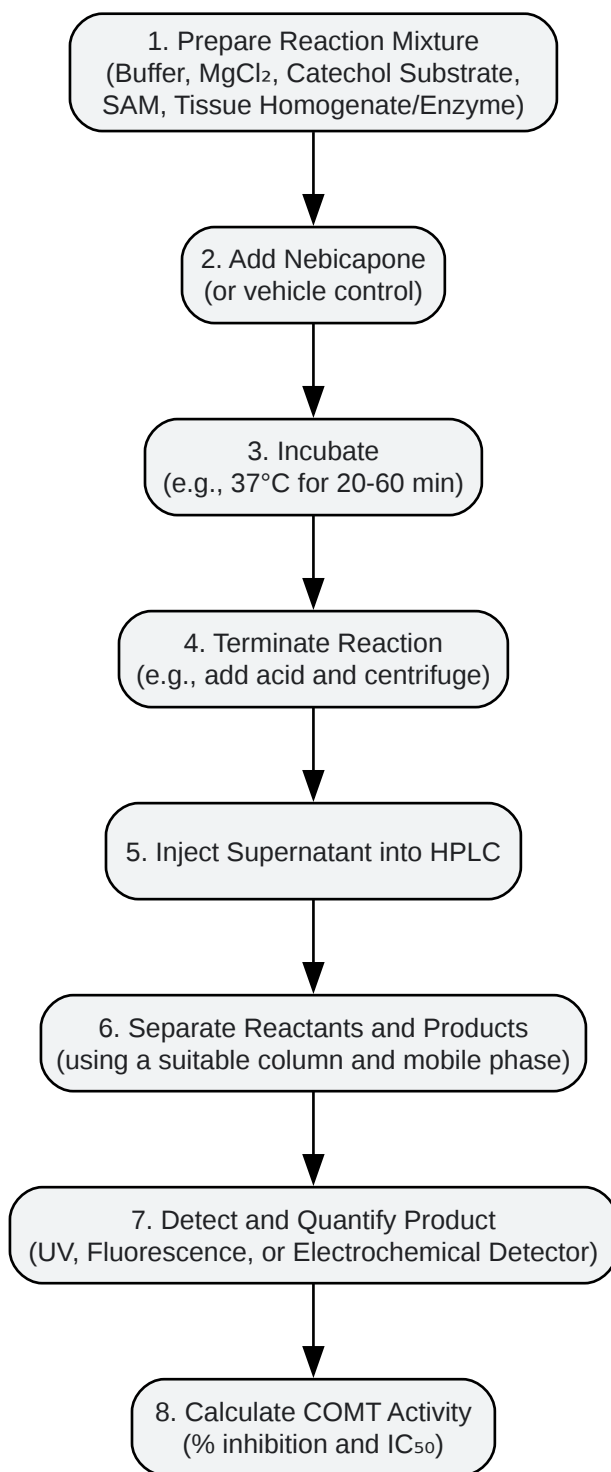 1. Prepare Reaction Mixture
(Buffer, MgCl₂, Catechol Substrate,
SAM, Tissue Homogenate/Enzyme)
2. Add Nebicapone
(or vehicle control)
3. Incubate
(e.g., 37°C for 20-60 min)
4. Terminate Reaction
(e.g., add acid and centrifuge)
5. Inject Supernatant into HPLC
6. Separate Reactants and Products
(using a suitable column and mobile phase)
7. Detect and Quantify Product
(UV, Fluorescence, or Electrochemical Detector)
8. Calculate COMT Activity
(% inhibition and IC₅₀)